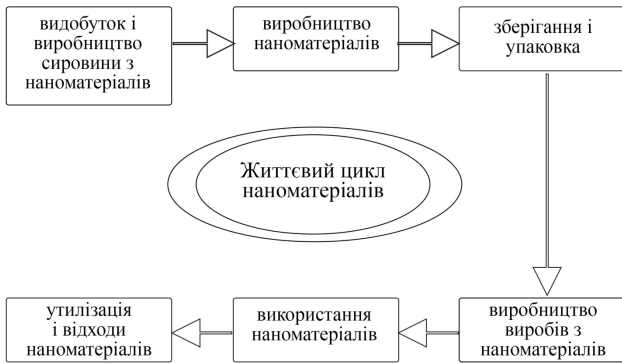 видобуток і
виробництво
сировини з
наноматеріалів
виробництво
наноматеріалів
зберігання і
упаковка
Життєвий цикл
наноматеріалів
виробництво
виробів з
наноматеріалів
використання
наноматеріалів
утилізація
і відходи
наноматеріалів